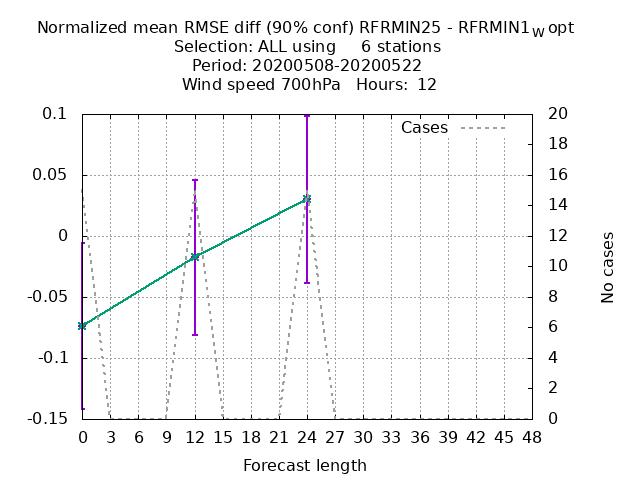 Normalized mean RMSE diff (90% conf) RFRMIN25 - RFRMIN1W opt
Selection: ALL using 6 stations
Period: 20200508-20200522
Wind speed 700hPa Hours: 12
Cases
0.1
0.05
0
-0.05
-0.1
-0.15
20
18
16
14
12
10
8
6
4
2
0
No cases
0 3 6 9 12 15 18 21 24 27 30 33 36 39 42 45 48
Forecast length